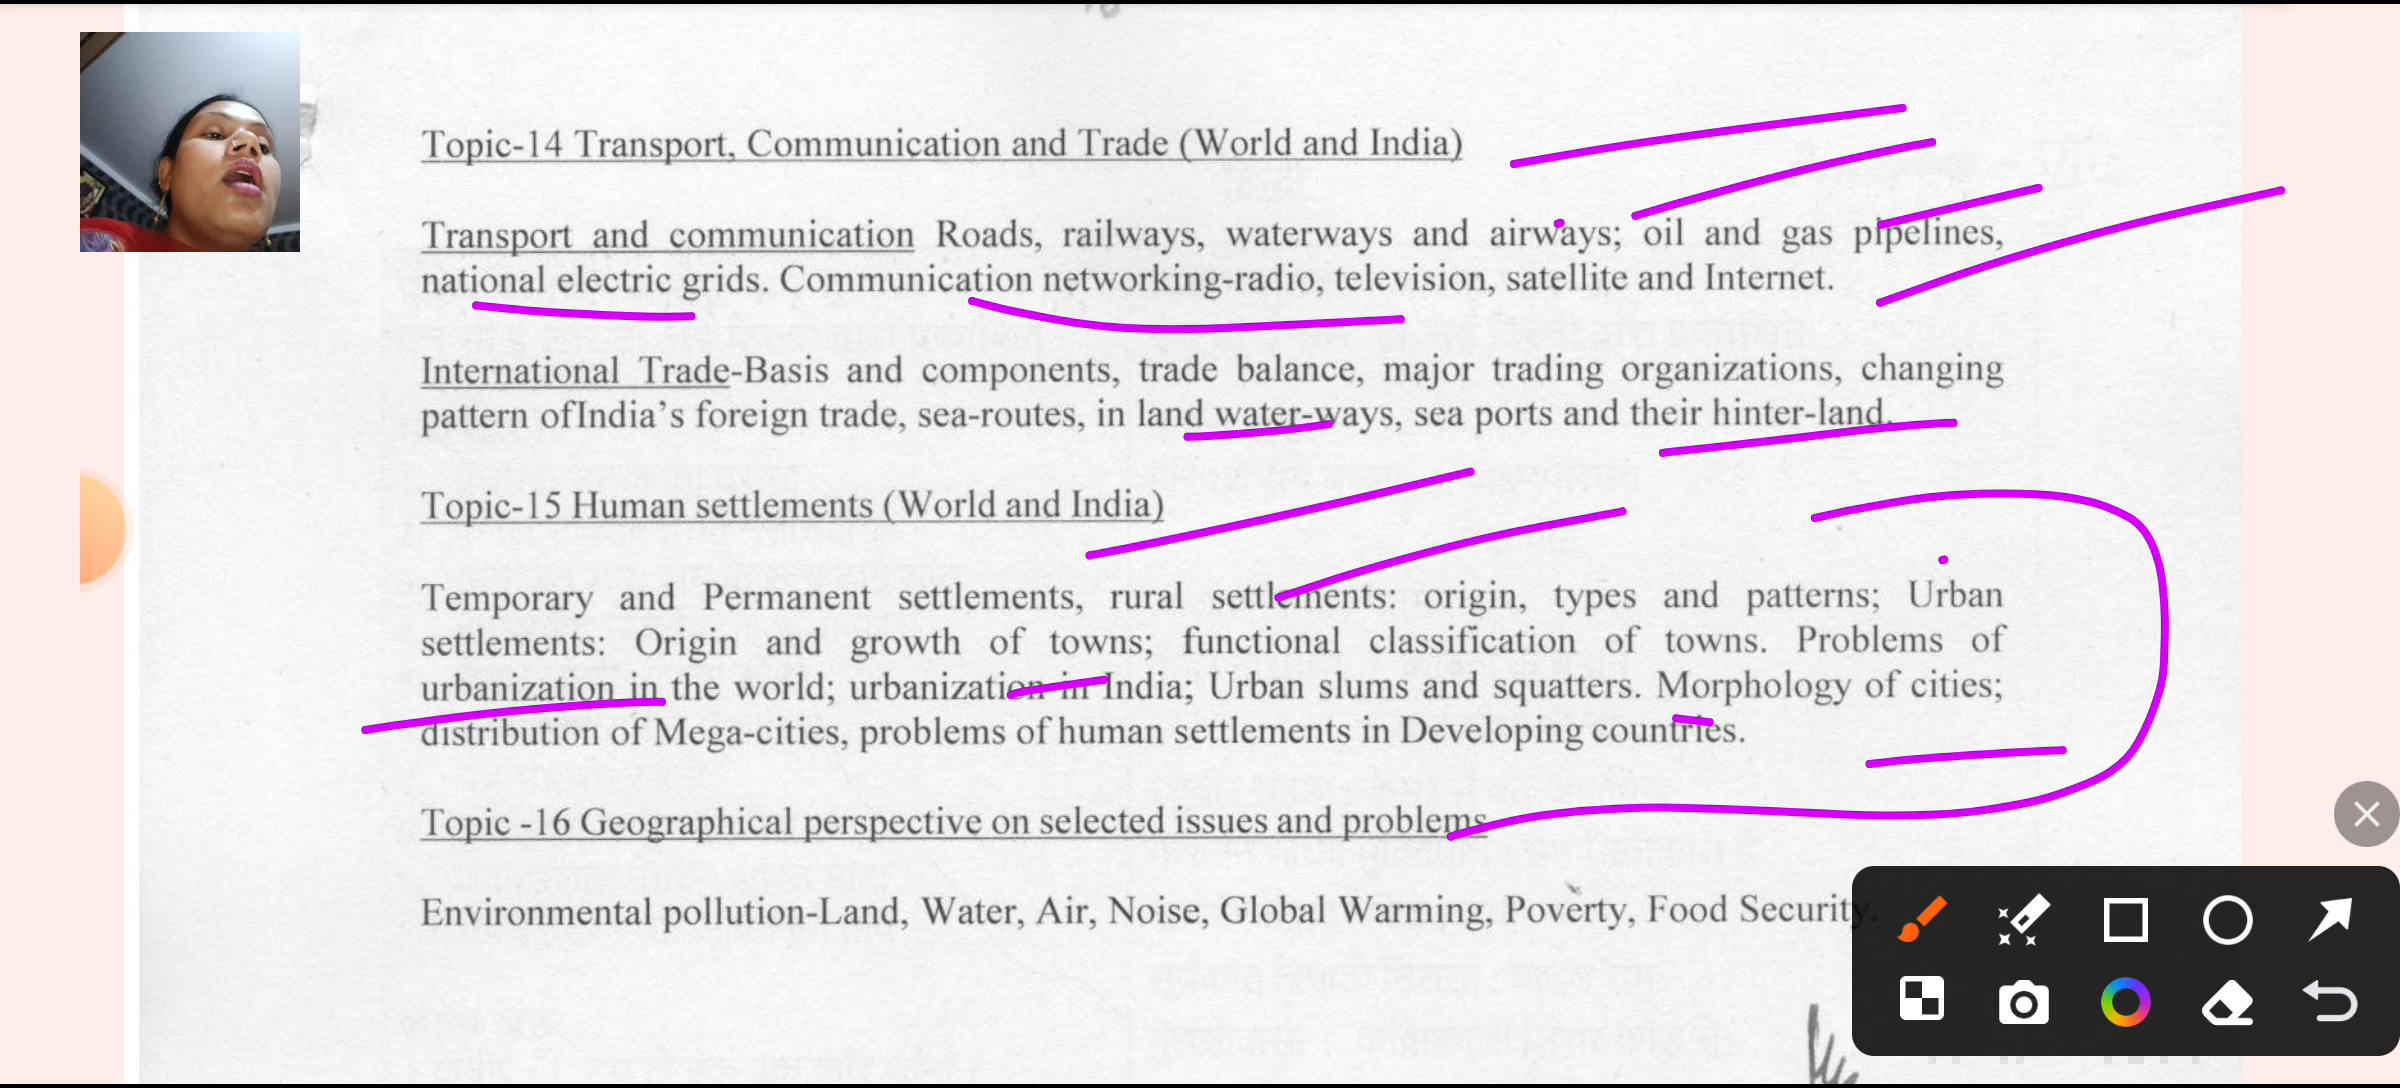 Topic-14 Transport, Communication and Trade (World and India)
Transport and communication Roads, railways, waterways and airways; oil and gas pipelines,
national electric grids. Communication networking-radio, television, satellite and Internet.
International Trade-Basis and components, trade balance, major trading organizations, changing
pattern ofIndia’s foreign trade, sea-routes, in land water-ways, sea ports and their hinter-land.
Topic-15 Human settlements (World and India)
Temporary and Permanent settlements, rural settlements: origin, types and patterns; Urban
settlements: Origin and growth of towns; functional classification of towns. Problems of
urbanization in the world; urbanization in India; Urban slums and squatters. Morphology of cities;
distribution of Mega-cities, problems of human settlements in Developing countries.
Topic -16 Geographical perspective on selected issues and problems
Environmental pollution-Land, Water, Air, Noise, Global Warming, Poverty, Food Security.